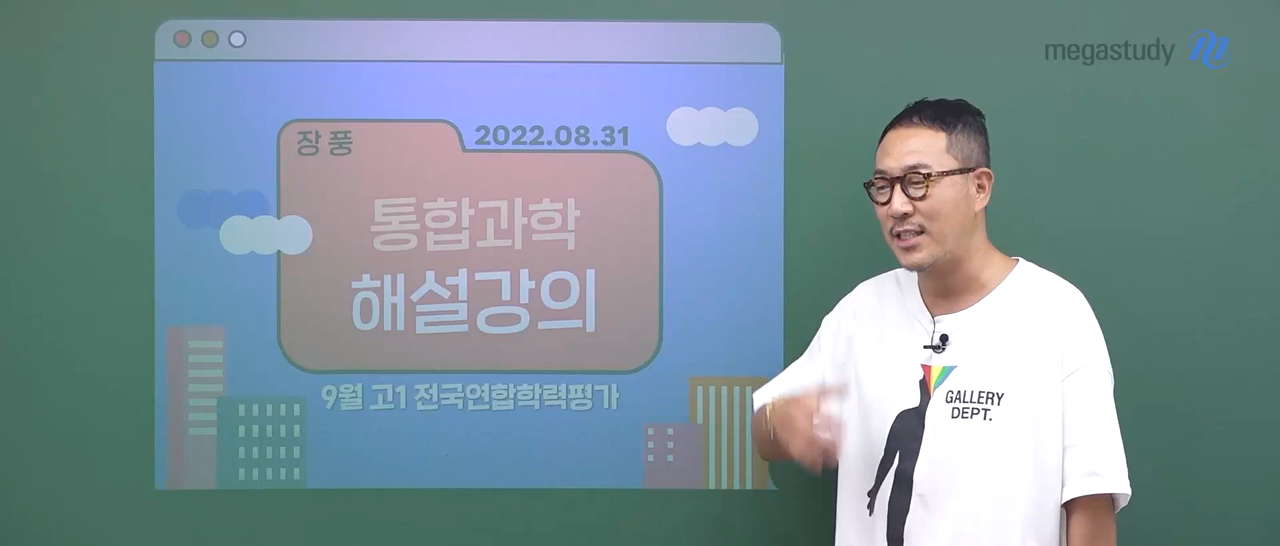 megastudy
장 풍
2022.08.31
통합과학
해설강의
9월 고1 전국연합학력평가
GALLERY
DEPT.